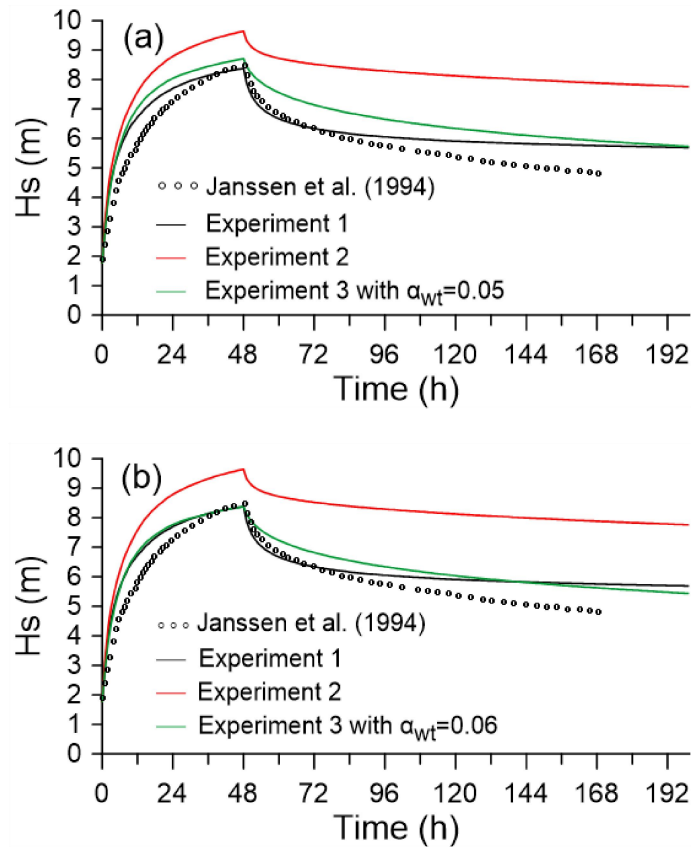 (a)
10
9
8
7
6
5
4
3
2
1
0
Hs (m)
Janssen et al. (1994)
Experiment 1
Experiment 2
Experiment 3 with αwt=0.05
0 24 48 72 96 120 144 168 192
Time (h)
(b)
10
9
8
7
6
5
4
3
2
1
0
Hs (m)
Janssen et al. (1994)
Experiment 1
Experiment 2
Experiment 3 with αwt=0.06
0 24 48 72 96 120 144 168 192
Time (h)